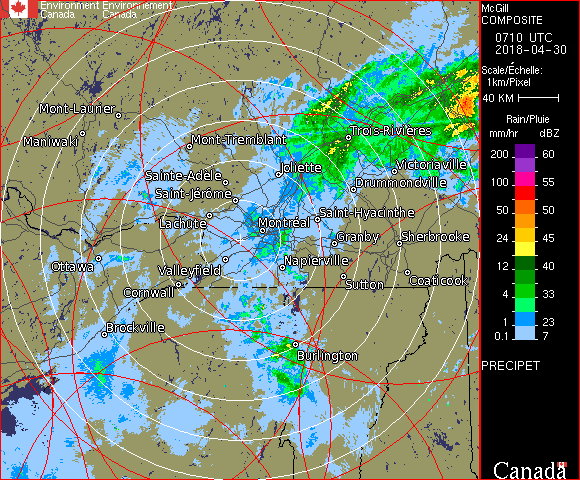 Environment Environnement
Canada Canada
McGill
COMPOSITE
0710 UTC
2018-04-30
Scale/Échelle:
1km/Pixel
40 KM
Rain/Pluie
mm/hr dBZ
200 60
100 55
50 50
24 45
12 40
4 33
1 23
0.1 7
PRECIPET
Canada
Mont-Laurier
Maniwaki
Mont-Tremblant
Trois-Rivières
Joliette
Victoriaville
Sainte-Adèle
Drummondville
Saint-Jérôme
Saint-Hyacinthe
Lachute
Montréal
Granby
Sherbrooke
Ottawa
Valleyfield
Napierville
Cornwall
Sutton
Coaticook
Brockville
Burlington